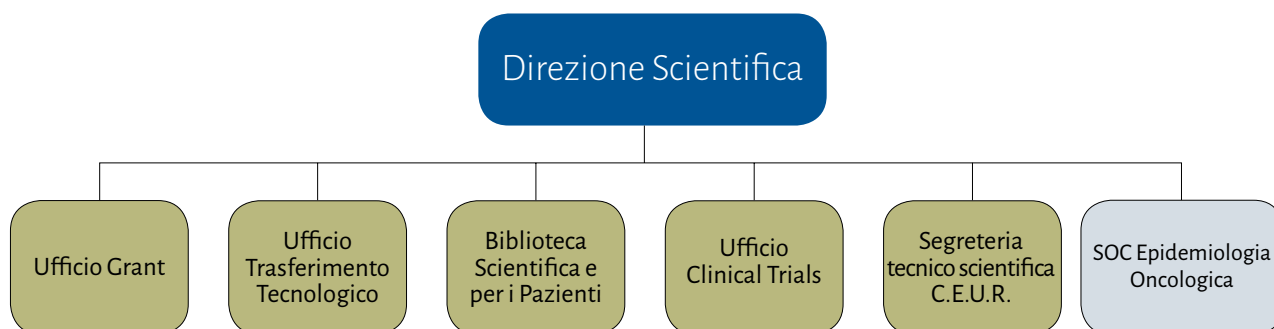 Direzione Scientifica
Ufficio Grant
Ufficio
Trasferimento
Tecnologico
Biblioteca
Scientifica e
per i Pazienti
Ufficio
Clinical Trials
Segreteria
tecnico scientifica
C.E.U.R.
SOC Epidemiologia
Oncologica